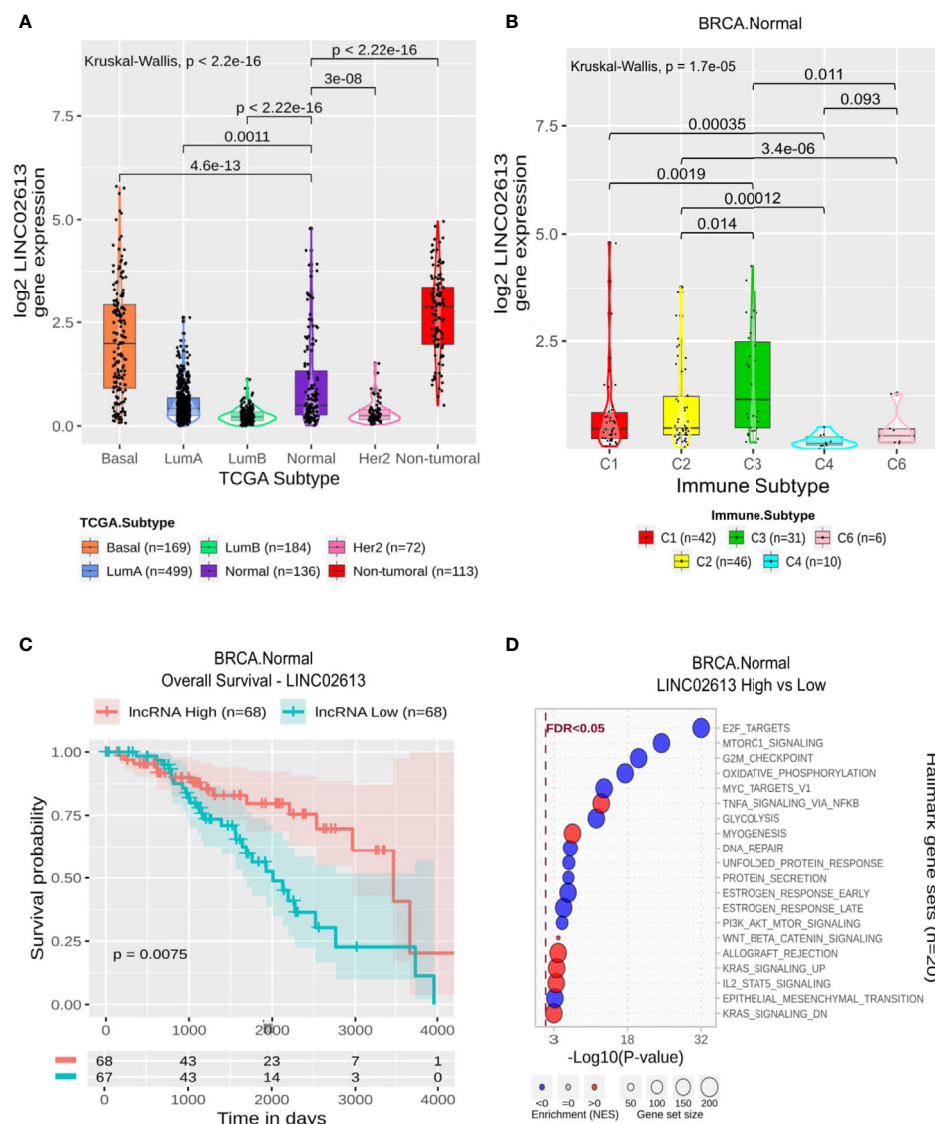 A
Kruskal-Wallis, p < 2.2e-16
p < 2.22e-16
3e-08
p < 2.22e-16
0.0011
4.6e-13
7.5
5.0
2.5
0.0
log2 LINC02613
gene expression
Basal LumA LumB Normal Her2 Non-tumoral
TCGA Subtype
TCGA.Subtype
Basal (n=169) LumB (n=184) Her2 (n=72)
LumA (n=499) Normal (n=136) Non-tumoral (n=113)
B
BRCA.Normal
Kruskal-Wallis, p = 1.7e-05
0.011
0.093
0.00035
3.4e-06
0.0019
0.00012
0.014
7.5
5.0
2.5
log2 LINC02613
gene expression
C1 C2 C3 C4 C6
Immune Subtype
Immune.Subtype
C1 (n=42) C3 (n=31) C6 (n=6)
C2 (n=46) C4 (n=10)
C
BRCA.Normal
Overall Survival - LINC02613
lncRNA High (n=68) lncRNA Low (n=68)
1.00
0.75
0.50
0.25
0.00
Survival probability
p = 0.0075
0 1000 2000 3000 4000
68 43 23 7 1
67 43 14 3 0
0 1000 2000 3000 4000
Time in days
D
BRCA.Normal
LINC02613 High vs Low
FDR<0.05
E2F_TARGETS
MTORC1_SIGNALING
G2M_CHECKPOINT
OXIDATIVE_PHOSPHORYLATION
MYC_TARGETS_V1
TNFA_SIGNALING_VIA_NFKB
GLYCOLYSIS
MYOGENESIS
DNA_REPAIR
UNFOLDED_PROTEIN_RESPONSE
PROTEIN_SECRETION
ESTROGEN_RESPONSE_EARLY
ESTROGEN_RESPONSE_LATE
PI3K_AKT_MTOR_SIGNALING
WNT_BETA_CATENIN_SIGNALING
ALLOGRAFT_REJECTION
KRAS_SIGNALING_UP
IL2_STAT5_SIGNALING
EPITHELIAL_MESENCHYMAL_TRANSITION
KRAS_SIGNALING_DN
Hallmark gene sets (n=20)
3 18 32
-Log10(P-value)
<0 =0 >0 50 100 150 200
Enrichment (NES) Gene set size